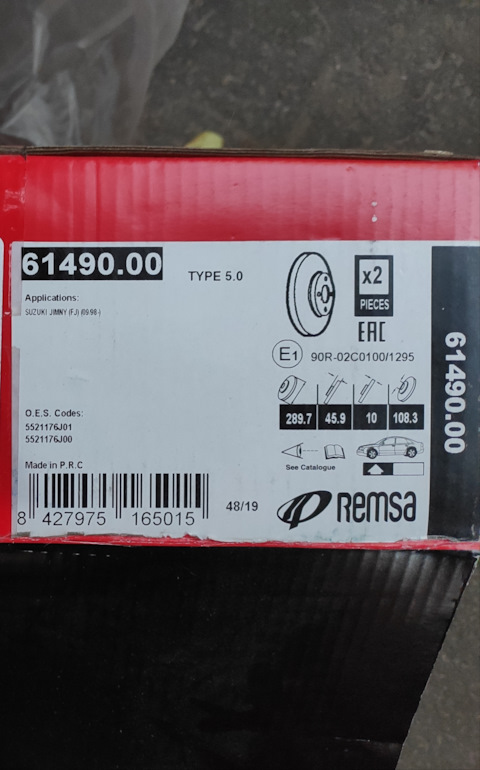 61490.00
TYPE 5.0
Applications:
SUZUKI JIMNY (FJ) (09.98-)
x2
PIECES
EAC
E1
90R-02C0100/1295
289.7 45.9 10 108.3
O.E.S. Codes:
5521176J01
5521176J00
See Catalogue
Made in P.R.C
8 427975 165015
48/19
Remsa
61490.00